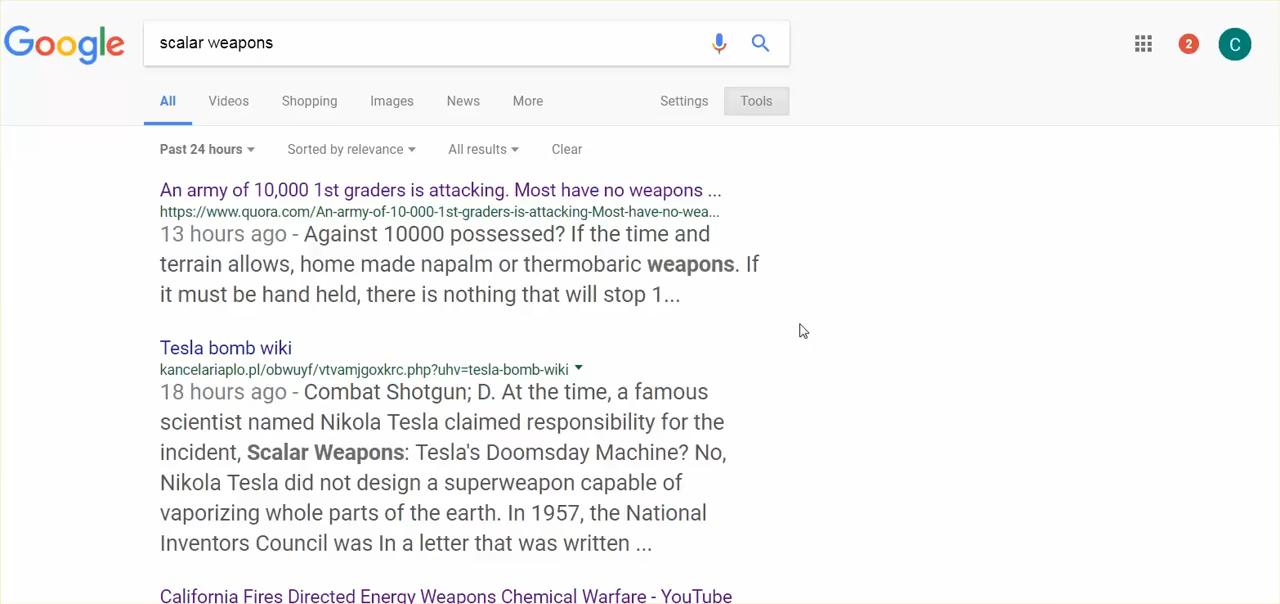 Google
scalar weapons
2
C
All Videos Shopping Images News More Settings Tools
Past 24 hours Sorted by relevance All results Clear
An army of 10,000 1st graders is attacking. Most have no weapons ...
https://www.quora.com/An-army-of-10-000-1st-graders-is-attacking-Most-have-no-wea...
13 hours ago - Against 10000 possessed? If the time and
terrain allows, home made napalm or thermobaric weapons. If
it must be hand held, there is nothing that will stop 1...
Tesla bomb wiki
kancelariaplo.pl/obwuyf/vtvamjgoxkrc.php?uhv=tesla-bomb-wiki
18 hours ago - Combat Shotgun; D. At the time, a famous
scientist named Nikola Tesla claimed responsibility for the
incident, Scalar Weapons: Tesla's Doomsday Machine? No,
Nikola Tesla did not design a superweapon capable of
vaporizing whole parts of the earth. In 1957, the National
Inventors Council was In a letter that was written ...
California Fires Directed Energy Weapons Chemical Warfare - YouTube